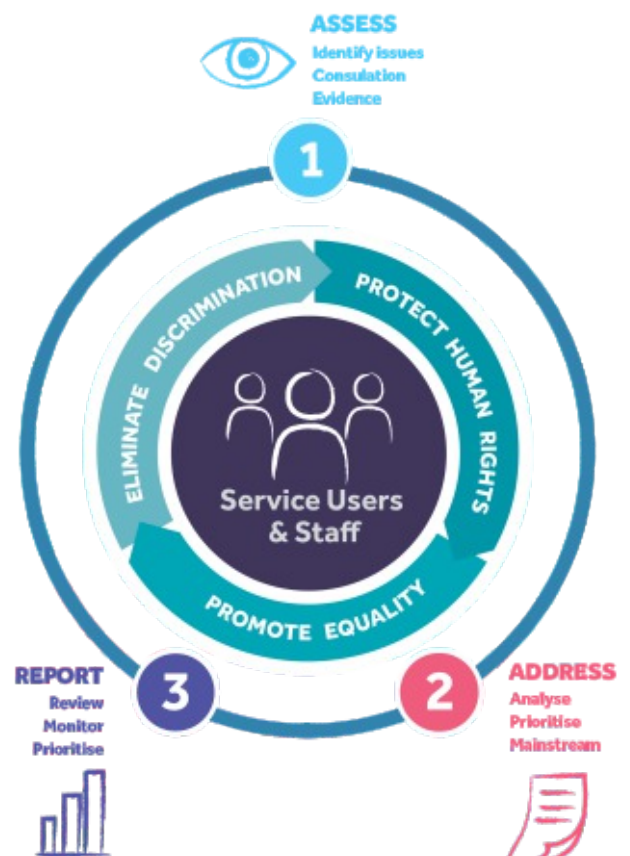 ASSESS
Identify issues
Consulation
Evidence
1
ELIMINATE DISCRIMINATION
PROTECT HUMAN RIGHTS
Service Users
& Staff
PROMOTE EQUALITY
REPORT
Review
Monitor
Prioritise
3
2
ADDRESS
Analyse
Prioritise
Mainstream